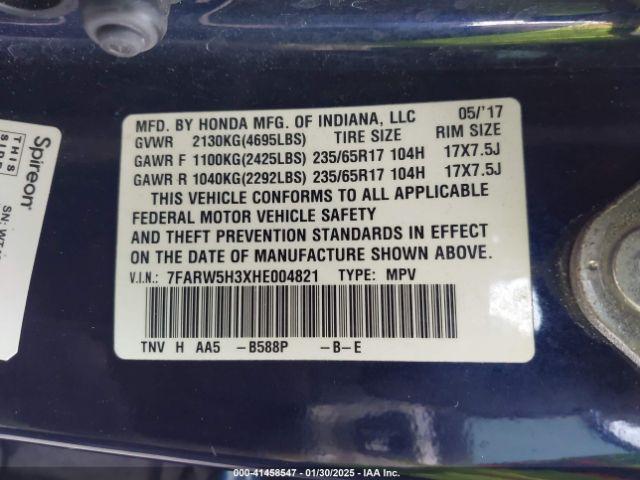 MFD. BY HONDA MFG. OF INDIANA, LLC 05/'17
GVWR 2130KG(4695LBS) TIRE SIZE RIM SIZE
GAWR F 1100KG(2425LBS) 235/65R17 104H 17X7.5J
GAWR R 1040KG(2292LBS) 235/65R17 104H 17X7.5J
THIS VEHICLE CONFORMS TO ALL APPLICABLE
FEDERAL MOTOR VEHICLE SAFETY
AND THEFT PREVENTION STANDARDS IN EFFECT
ON THE DATE OF MANUFACTURE SHOWN ABOVE.
V.I.N.: 7FARW5H3XHE004821 TYPE: MPV
TNV H AA5 -B588P -B-E
THIS
SIDE
Spireon
SN:
000-41458547 - 01/30/2025 - IAA Inc.